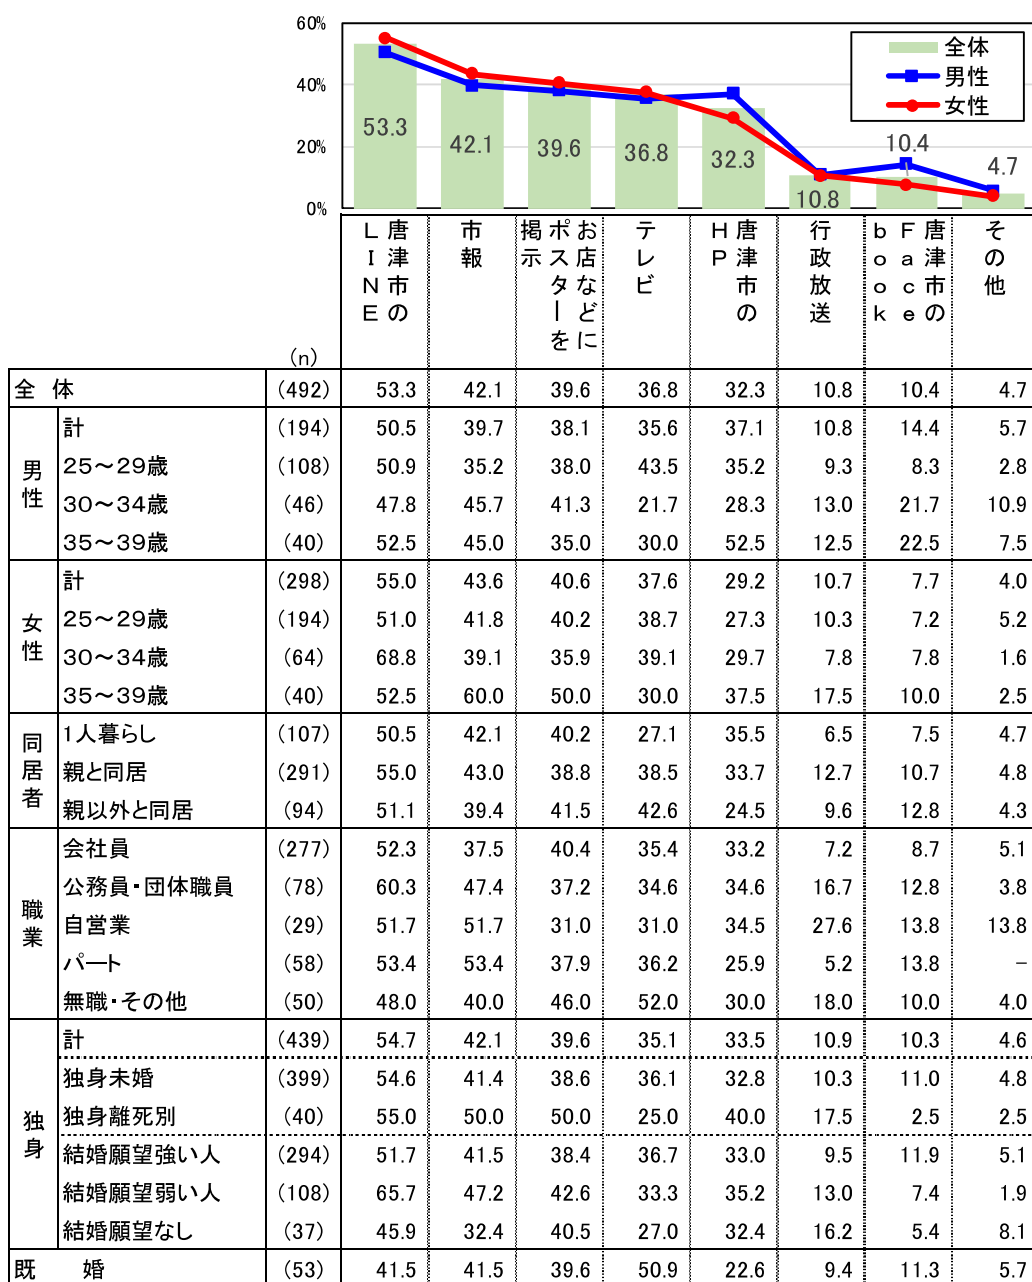 60%
40%
20%
0%
全体
男性
女性
53.3
42.1
39.6
36.8
32.3
10.8
10.4
4.7
唐津市のLINE
市報
お店などにポスターを掲示
テレビ
唐津市のHP
行政放送
唐津市のFacebook
その他
(n)
全 体 (492) 53.3 42.1 39.6 36.8 32.3 10.8 10.4 4.7
男性
計 (194) 50.5 39.7 38.1 35.6 37.1 10.8 14.4 5.7
25～29歳 (108) 50.9 35.2 38.0 43.5 35.2 9.3 8.3 2.8
30～34歳 (46) 47.8 45.7 41.3 21.7 28.3 13.0 21.7 10.9
35～39歳 (40) 52.5 45.0 35.0 30.0 52.5 12.5 22.5 7.5
女性
計 (298) 55.0 43.6 40.6 37.6 29.2 10.7 7.7 4.0
25～29歳 (194) 51.0 41.8 40.2 38.7 27.3 10.3 7.2 5.2
30～34歳 (64) 68.8 39.1 35.9 39.1 29.7 7.8 7.8 1.6
35～39歳 (40) 52.5 60.0 50.0 30.0 37.5 17.5 10.0 2.5
同居者
1人暮らし (107) 50.5 42.1 40.2 27.1 35.5 6.5 7.5 4.7
親と同居 (291) 55.0 43.0 38.8 38.5 33.7 12.7 10.7 4.8
親以外と同居 (94) 51.1 39.4 41.5 42.6 24.5 9.6 12.8 4.3
職業
会社員 (277) 52.3 37.5 40.4 35.4 33.2 7.2 8.7 5.1
公務員・団体職員 (78) 60.3 47.4 37.2 34.6 34.6 16.7 12.8 3.8
自営業 (29) 51.7 51.7 31.0 31.0 34.5 27.6 13.8 13.8
パート (58) 53.4 53.4 37.9 36.2 25.9 5.2 13.8 －
無職・その他 (50) 48.0 40.0 46.0 52.0 30.0 18.0 10.0 4.0
独身
計 (439) 54.7 42.1 39.6 35.1 33.5 10.9 10.3 4.6
独身未婚 (399) 54.6 41.4 38.6 36.1 32.8 10.3 11.0 4.8
独身離死別 (40) 55.0 50.0 50.0 25.0 40.0 17.5 2.5 2.5
結婚願望強い人 (294) 51.7 41.5 38.4 36.7 33.0 9.5 11.9 5.1
結婚願望弱い人 (108) 65.7 47.2 42.6 33.3 35.2 13.0 7.4 1.9
結婚願望なし (37) 45.9 32.4 40.5 27.0 32.4 16.2 5.4 8.1
既 婚 (53) 41.5 41.5 39.6 50.9 22.6 9.4 11.3 5.7